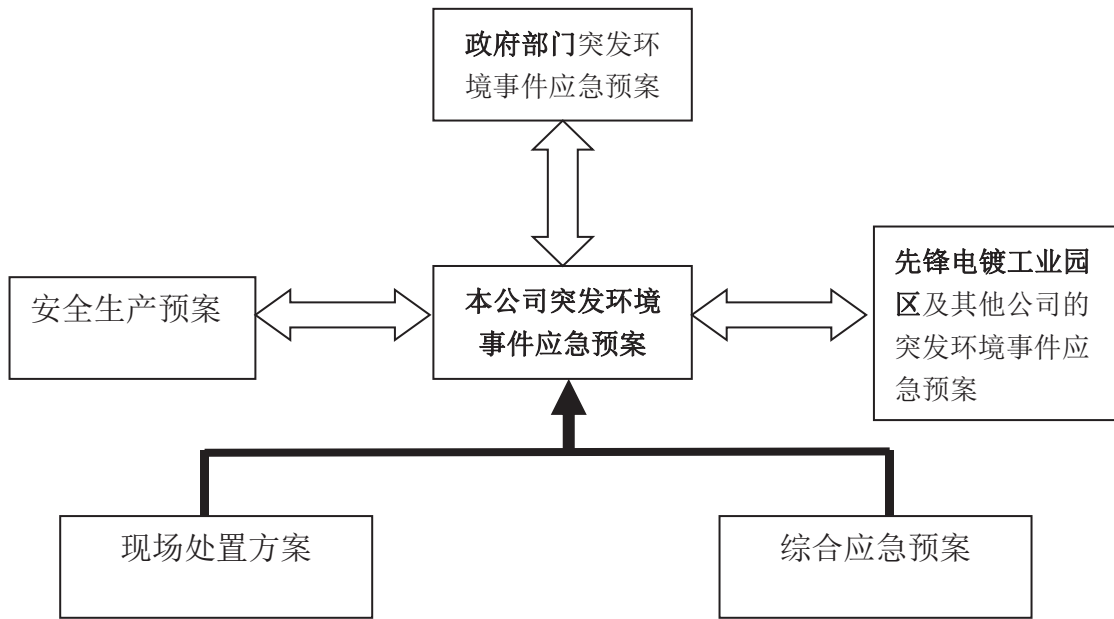 政府部门突发环
境事件应急预案
安全生产预案
本公司突发环境
事件应急预案
先锋电镀工业园
区及其他公司的
突发环境事件应
急预案
现场处置方案
综合应急预案